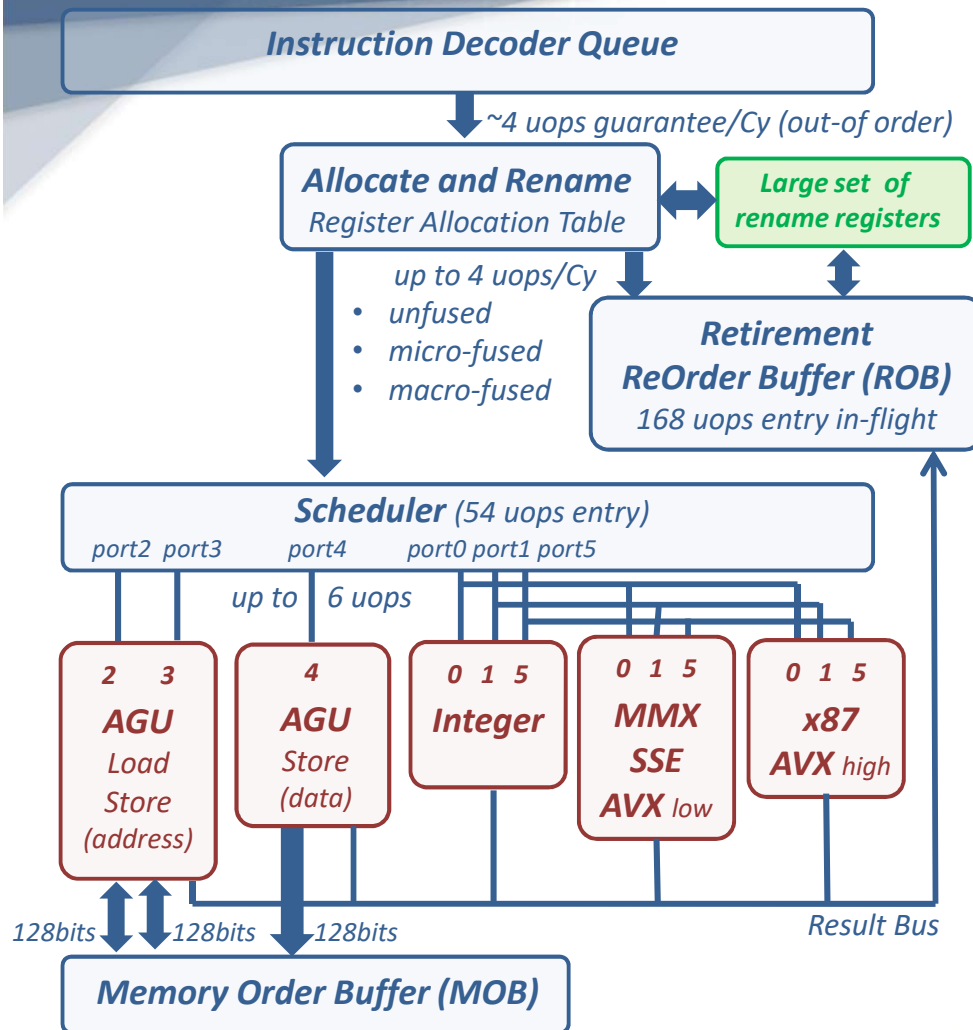 Instruction Decoder Queue
~4 uops guarantee/Cy (out-of order)
Allocate and Rename
Register Allocation Table
Large set of
rename registers
up to 4 uops/Cy
• unfused
• micro-fused
• macro-fused
Retirement
ReOrder Buffer (ROB)
168 uops entry in-flight
Scheduler (54 uops entry)
port2 port3 port4 port0 port1 port5
up to 6 uops
2 3
AGU
Load
Store
(address)
4
AGU
Store
(data)
0 1 5
Integer
0 1 5
MMX
SSE
AVX low
0 1 5
x87
AVX high
128bits 128bits 128bits
Result Bus
Memory Order Buffer (MOB)